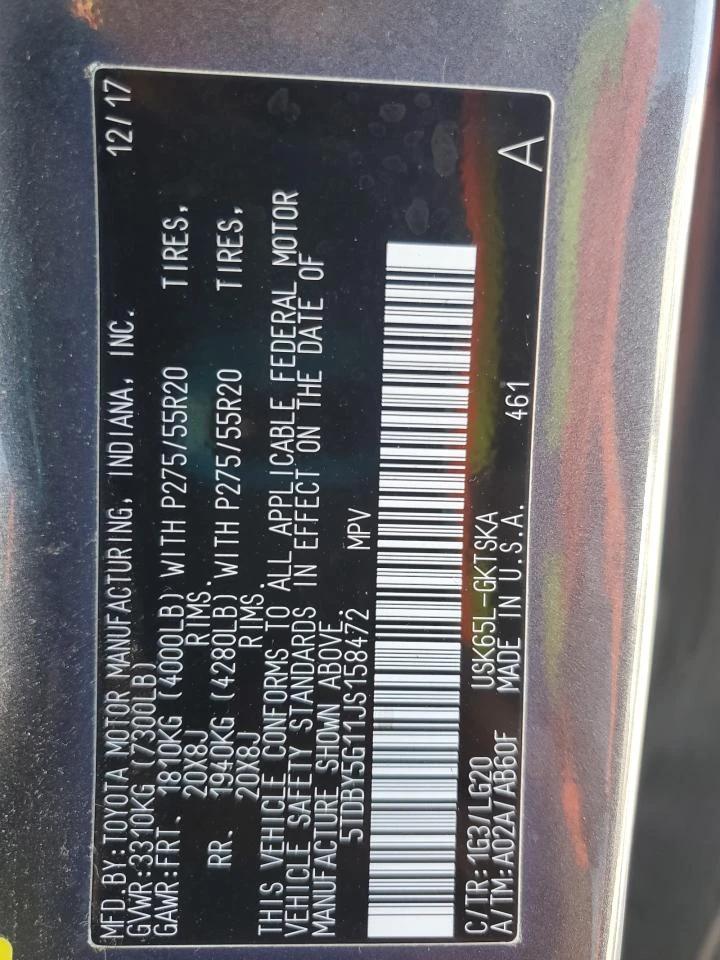 MFD.BY:TOYOTA MOTOR MANUFACTURING, INDIANA, INC. 12/17
GVWR:3310KG (7300LB)
GAWR:FRT. 1810KG (4000LB) WITH P275/55R20 TIRES,
20X8J RIMS.
RR. 1940KG (4280LB) WITH P275/55R20 TIRES,
20X8J RIMS.
THIS VEHICLE CONFORMS TO ALL APPLICABLE FEDERAL MOTOR
VEHICLE SAFETY STANDARDS IN EFFECT ON THE DATE OF
MANUFACTURE SHOWN ABOVE.
5TDBY5G11JS158472 MPV
C/TR:1G3/LG20 USK65L-GKTSKA
A/TM:A02A/AB60F MADE IN U.S.A. 461 A